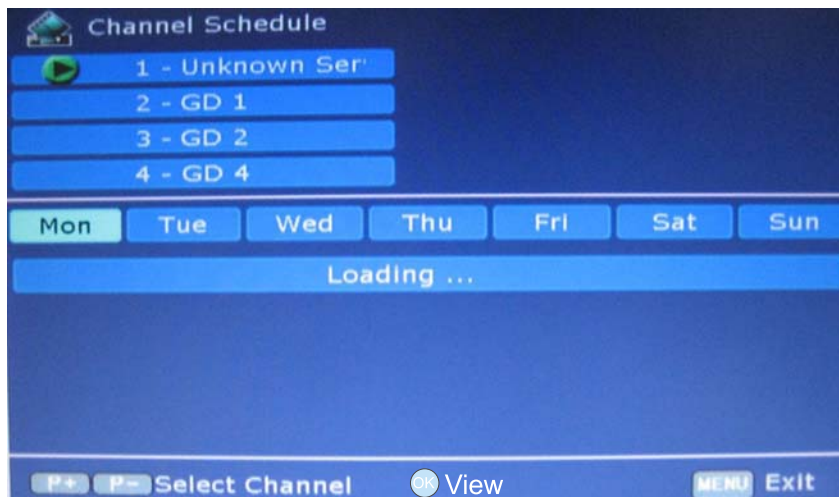 Channel Schedule
1 - Unknown Ser
2 - GD 1
3 - GD 2
4 - GD 4
Mon Tue Wed Thu Fri Sat Sun
Loading ...
P+ P- Select Channel OK View MENU Exit